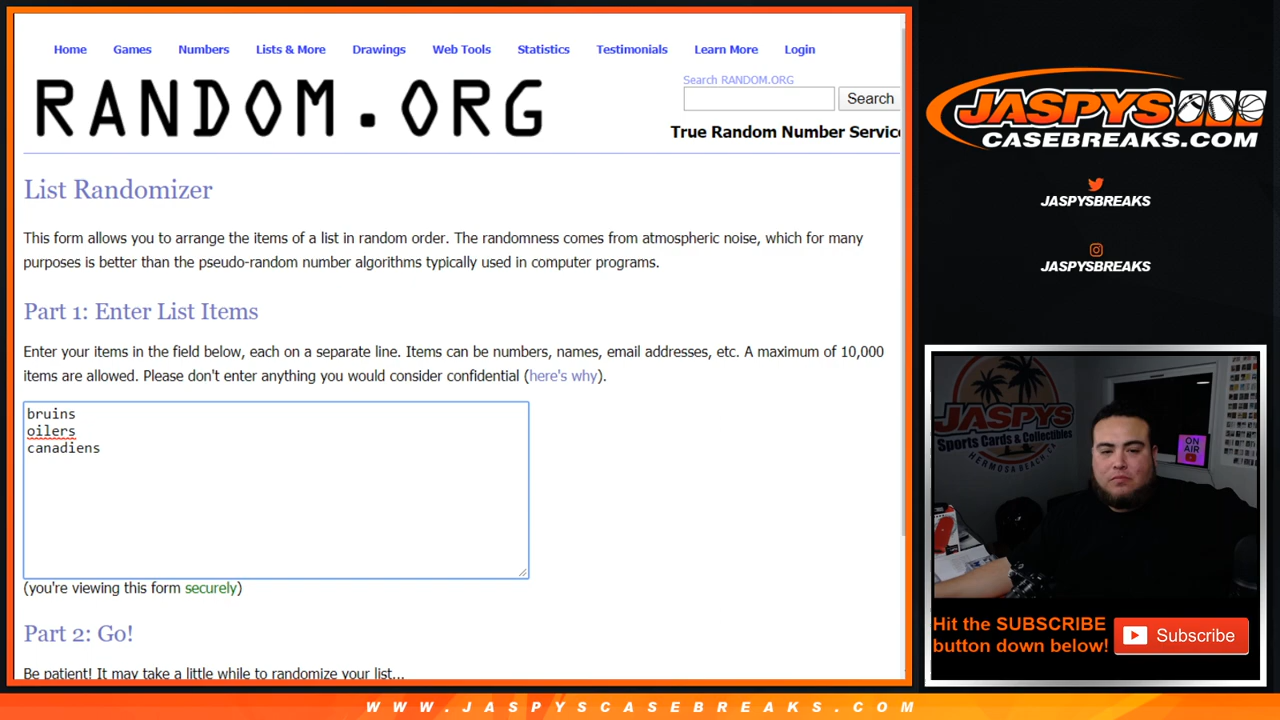 Home Games Numbers Lists & More Drawings Web Tools Statistics Testimonials Learn More Login
RANDOM.ORG
Search RANDOM.ORG
Search
True Random Number Servic
List Randomizer
This form allows you to arrange the items of a list in random order. The randomness comes from atmospheric noise, which for many
purposes is better than the pseudo-random number algorithms typically used in computer programs.
Part 1: Enter List Items
Enter your items in the field below, each on a separate line. Items can be numbers, names, email addresses, etc. A maximum of 10,000
items are allowed. Please don't enter anything you would consider confidential (here's why).
bruins
oilers
canadiens
(you're viewing this form securely)
Part 2: Go!
Be patient! It may take a little while to randomize your list...
JASPYS
CASEBREAKS.COM
JASPYSBREAKS
JASPYSBREAKS
JASPYS
Sports Cards & Collectibles
HERMOSA BEACH, CA
ON
AIR
Hit the SUBSCRIBE
button down below!
Subscribe
WWW.JASPYSCASEBREAKS.COM